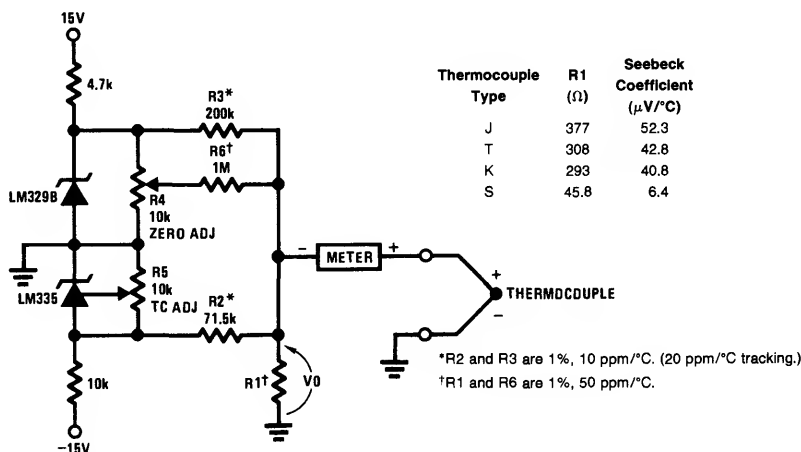 15V
4.7k
R3*
200k
R6†
1M
LM329B
R4
10k
ZERO ADJ
LM335
R5
10k
TC ADJ
R2*
71.5k
10k
R1†
V0
−15V
− METER +
+
THERMOCOUPLE
−
Thermocouple Type R1 (Ω) Seebeck Coefficient (μV/°C)
J 377 52.3
T 308 42.8
K 293 40.8
S 45.8 6.4
*R2 and R3 are 1%, 10 ppm/°C. (20 ppm/°C tracking.)
†R1 and R6 are 1%, 50 ppm/°C.